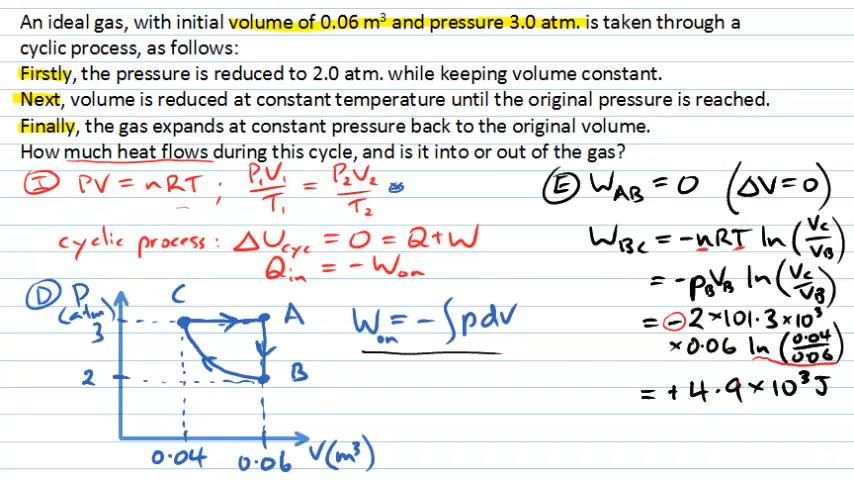 An ideal gas, with initial volume of 0.06 m³ and pressure 3.0 atm. is taken through a
cyclic process, as follows:
Firstly, the pressure is reduced to 2.0 atm. while keeping volume constant.
Next, volume is reduced at constant temperature until the original pressure is reached.
Finally, the gas expands at constant pressure back to the original volume.
How much heat flows during this cycle, and is it into or out of the gas?
I PV = nRT ; P₁V₁/T₁ = P₂V₂/T₂
cyclic process : ΔU_cyc = 0 = Q + W
Q_in = -W_on
D P (atm)
C
3
A
2
B
0.04 0.06 V(m³)
W_on = -∫pdV
E W_AB = 0 (ΔV = 0)
W_BC = -nRT ln(V_C/V_B)
= -p_B V_B ln(V_C/V_B)
= -2 × 101.3 × 10³
× 0.06 ln(0.04/0.06)
= + 4.9 × 10³ J